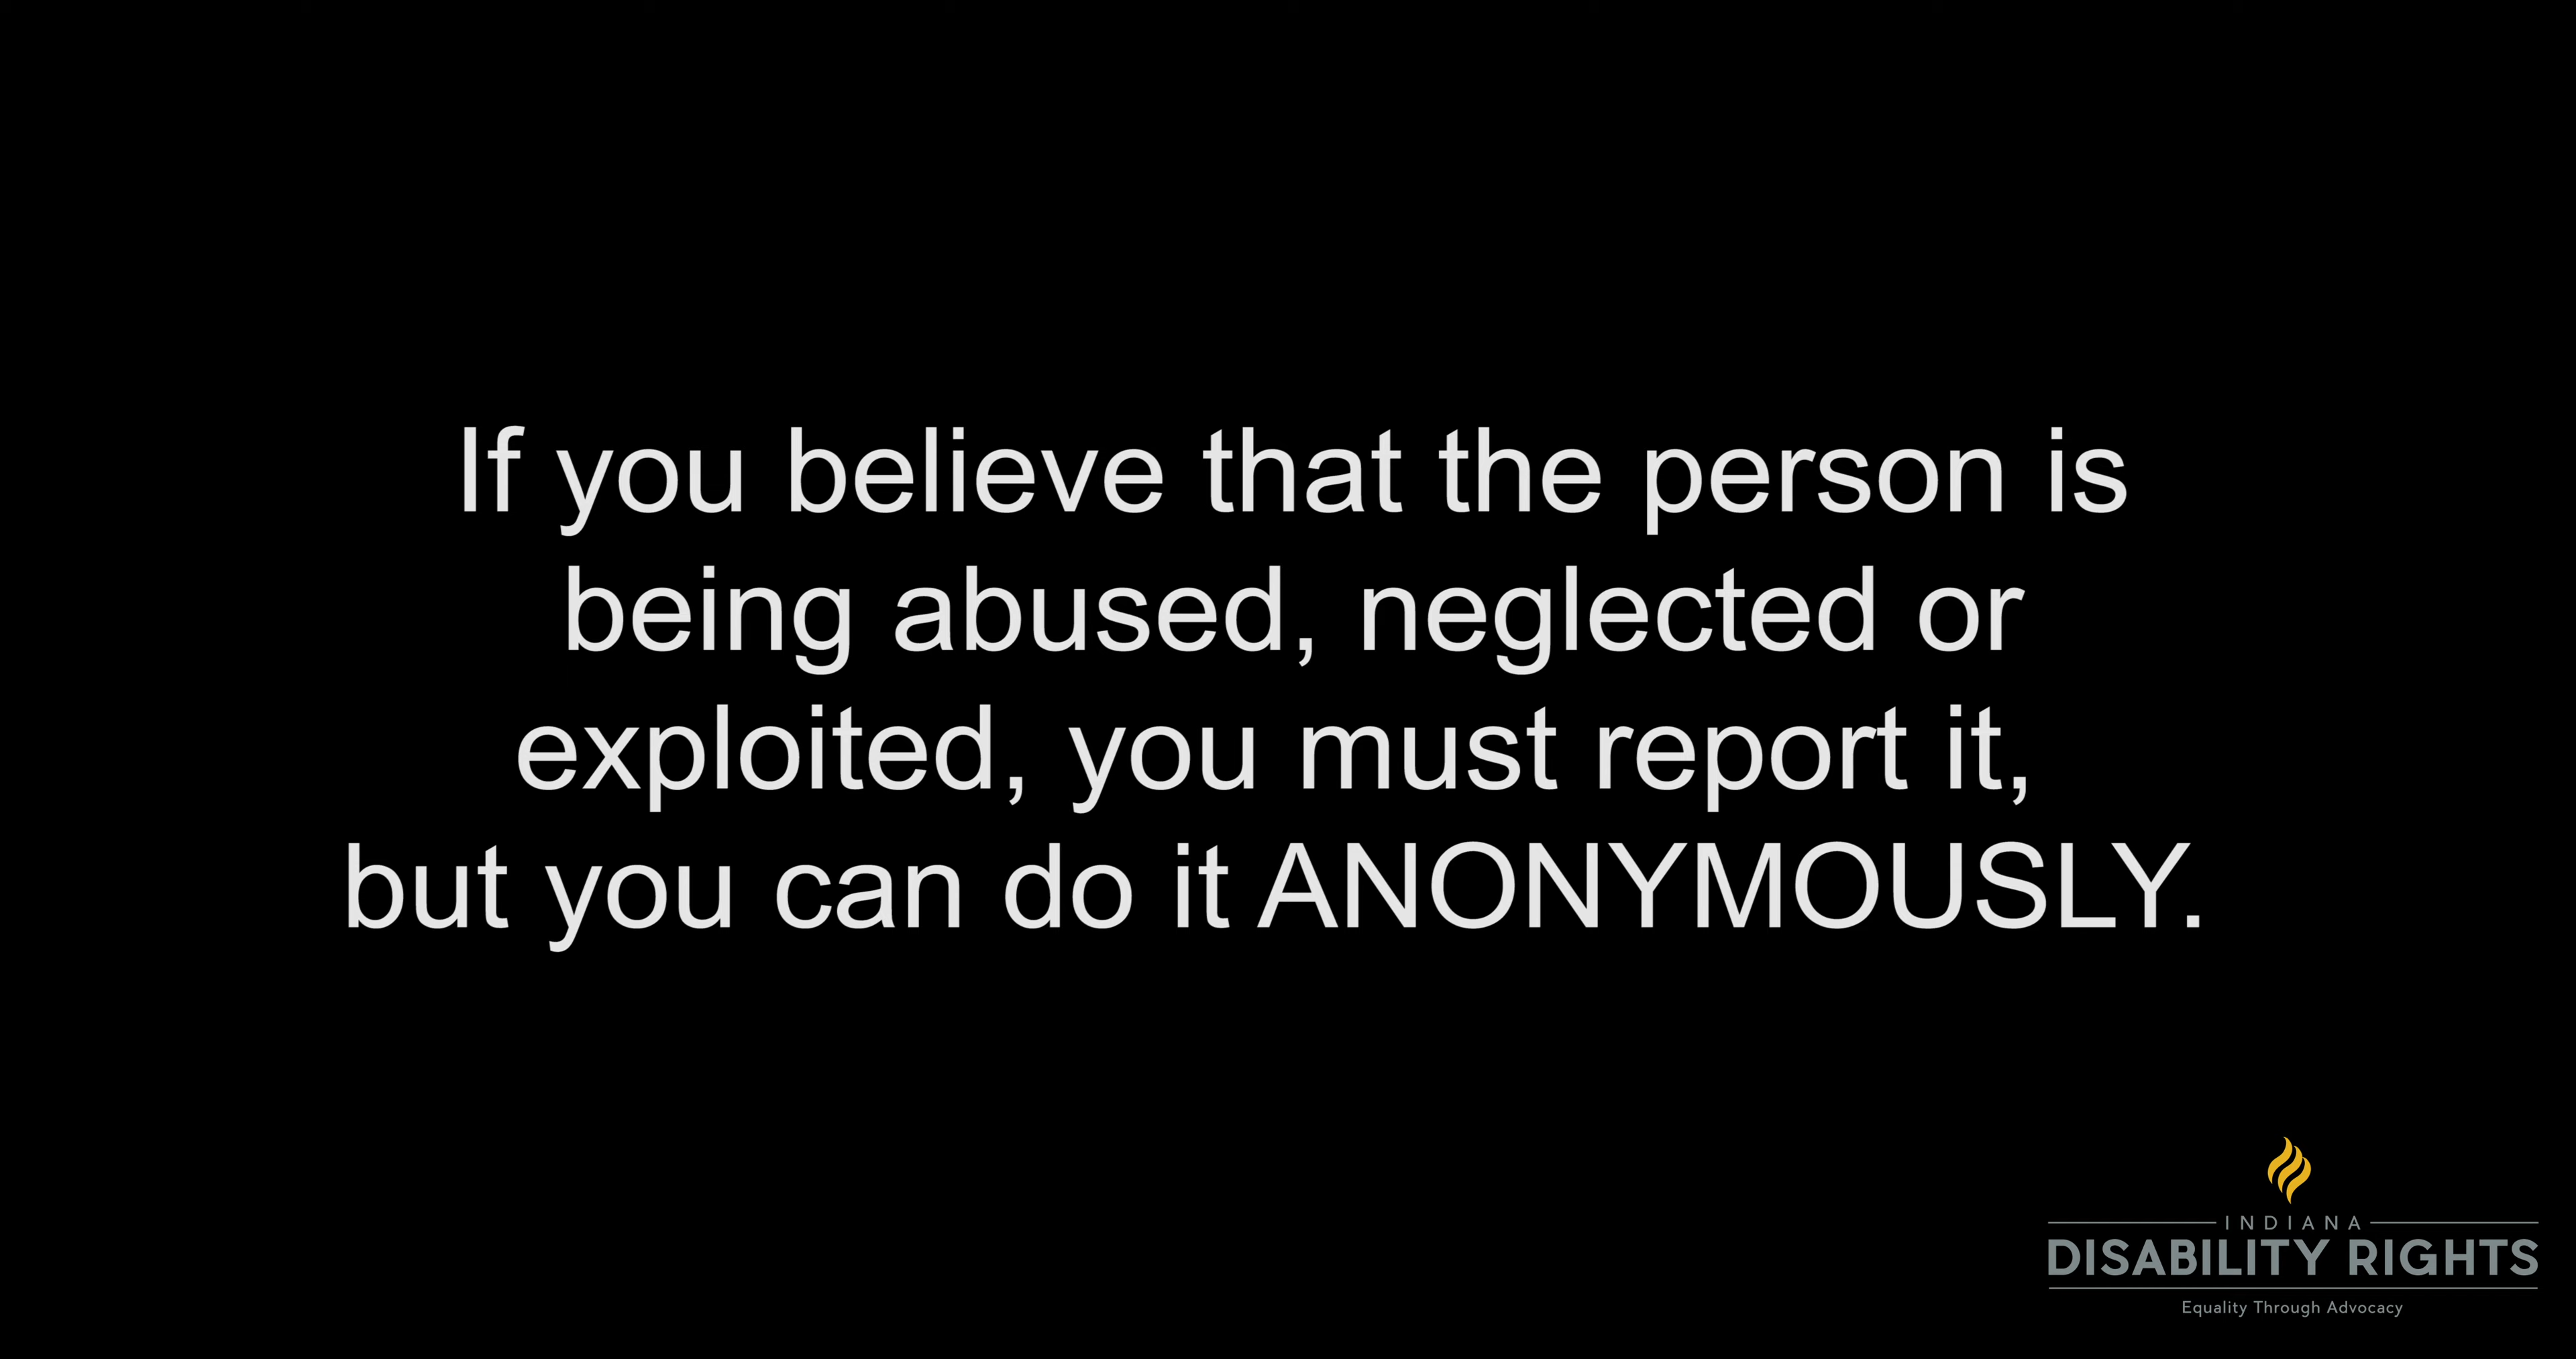 If you believe that the person is
being abused, neglected or
exploited, you must report it,
but you can do it ANONYMOUSLY.
INDIANA
DISABILITY RIGHTS
Equality Through Advocacy